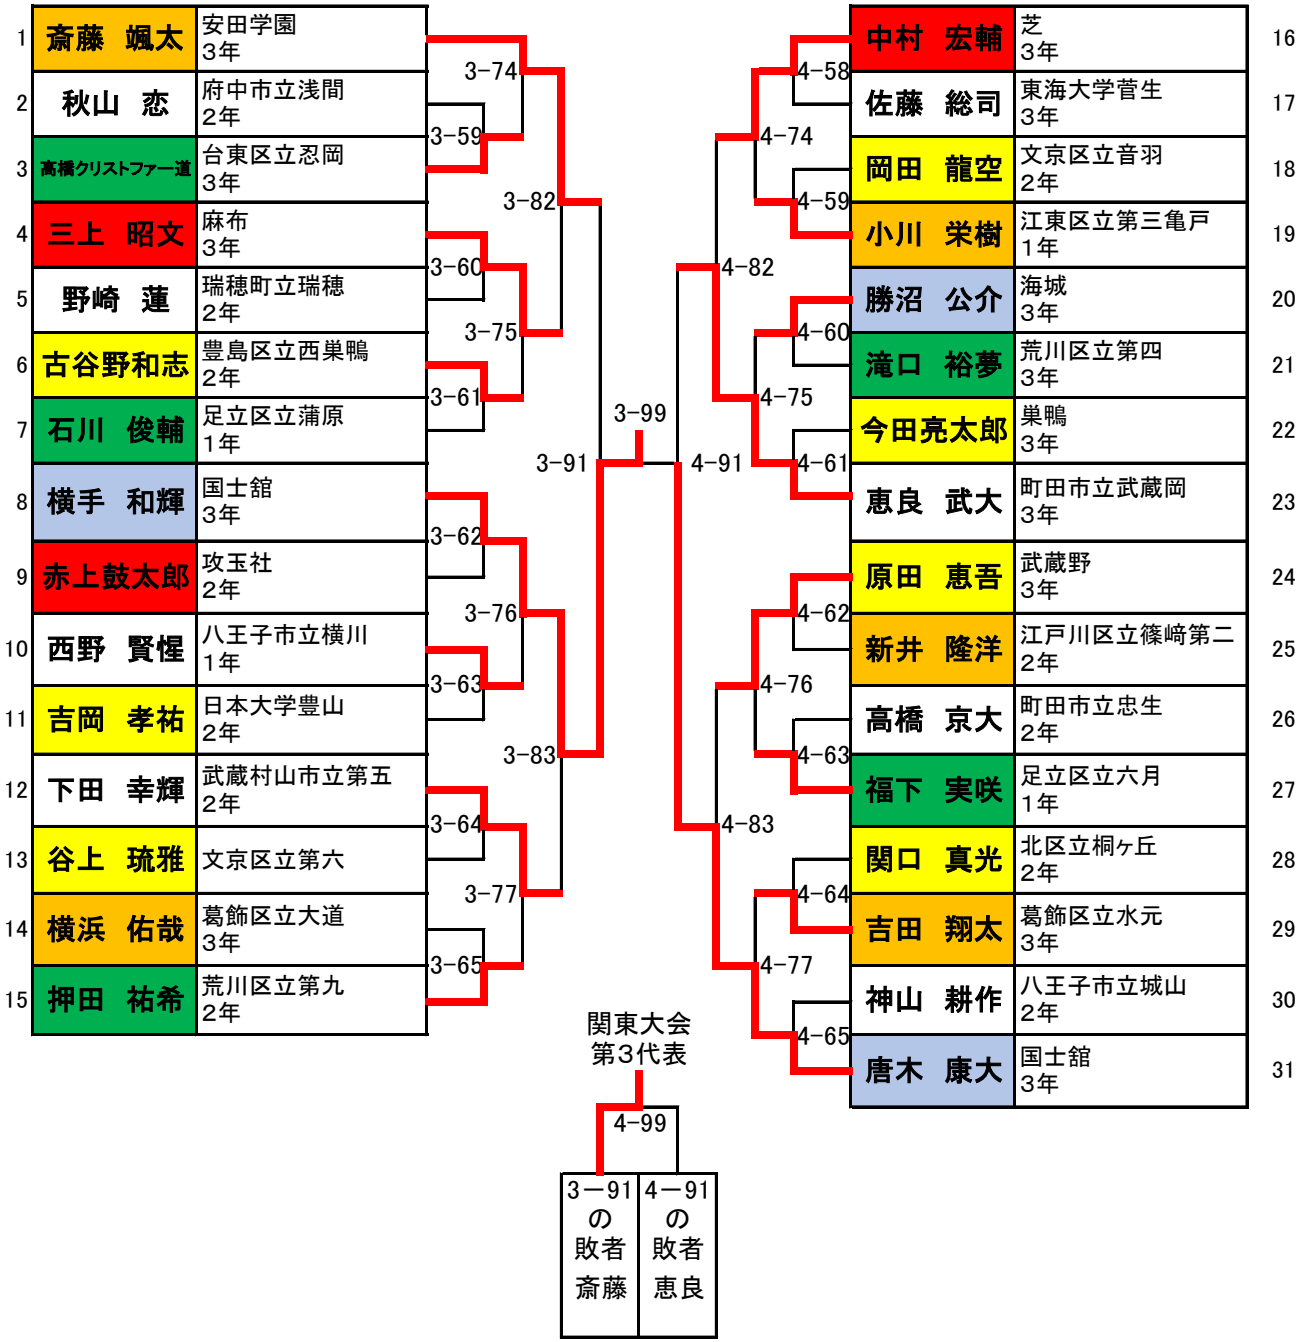 1 斎藤 颯太 安田学園
3年
2 秋山 恋 府中市立浅間
2年
3 高橋クリストファー道 台東区立忍岡
3年
4 三上 昭文 麻布
3年
5 野崎 蓮 瑞穂町立瑞穂
2年
6 古谷野和志 豊島区立西巣鴨
2年
7 石川 俊輔 足立区立蒲原
1年
8 横手 和輝 国士舘
3年
9 赤上鼓太郎 攻玉社
2年
10 西野 賢惺 八王子市立横川
1年
11 吉岡 孝祐 日本大学豊山
2年
12 下田 幸輝 武蔵村山市立第五
2年
13 谷上 琉雅 文京区立第六
14 横浜 佑哉 葛飾区立大道
3年
15 押田 祐希 荒川区立第九
2年
3-59
3-60
3-61
3-62
3-63
3-64
3-65
3-74
3-75
3-76
3-77
3-82
3-83
3-91
3-99
4-91
4-82
4-83
4-74
4-75
4-76
4-77
4-58
4-59
4-60
4-61
4-62
4-63
4-64
4-65
中村 宏輔 芝 16
3年
佐藤 総司 東海大学菅生 17
3年
岡田 龍空 文京区立音羽 18
2年
小川 栄樹 江東区立第三亀戸 19
1年
勝沼 公介 海城 20
3年
滝口 裕夢 荒川区立第四 21
3年
今田亮太郎 巣鴨 22
3年
恵良 武大 町田市立武蔵岡 23
3年
原田 恵吾 武蔵野 24
3年
新井 隆洋 江戸川区立篠﨑第二 25
2年
高橋 京大 町田市立忠生 26
2年
福下 実咲 足立区立六月 27
1年
関口 真光 北区立桐ヶ丘 28
2年
吉田 翔太 葛飾区立水元 29
3年
神山 耕作 八王子市立城山 30
2年
唐木 康大 国士舘 31
3年
関東大会
第3代表
4-99
3－91
の
敗者
斎藤
4－91
の
敗者
恵良